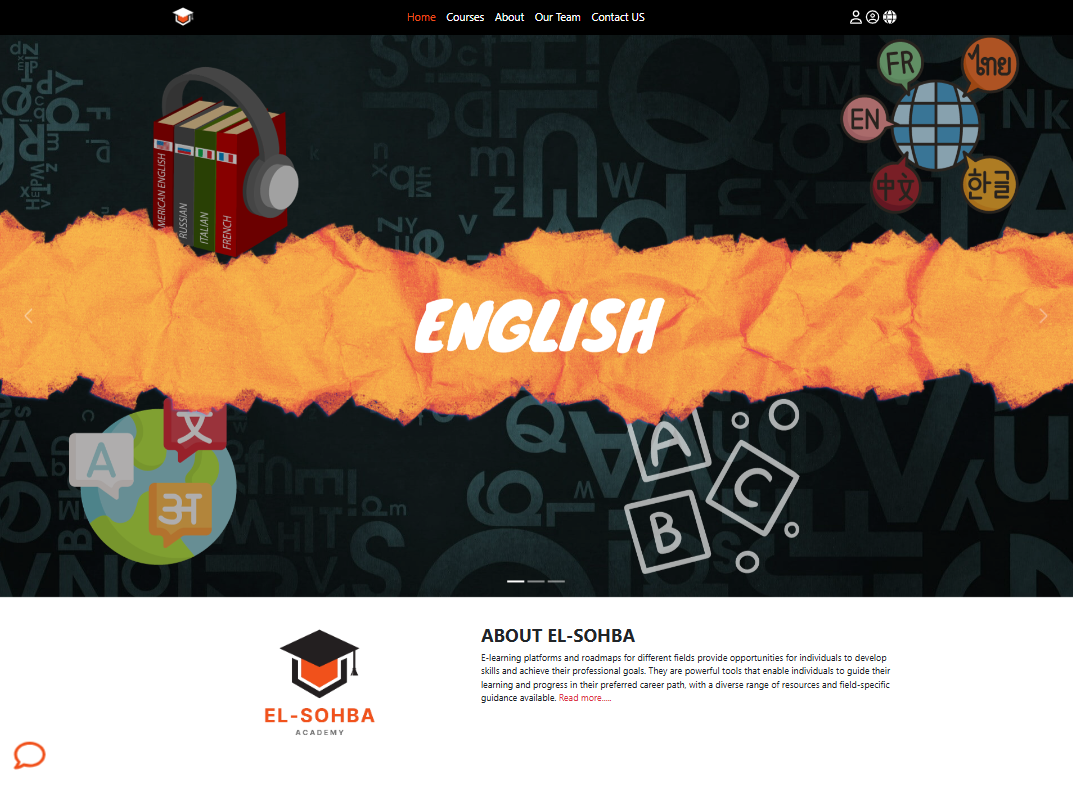 Home Courses About Our Team Contact US
FR
ไทย
EN
中文
한글
MERICAN ENGLISH
RUSSIAN
ITALIAN
FRENCH
ENGLISH
文
A
अ
A
C
B
ABOUT EL-SOHBA
E-learning platforms and roadmaps for different fields provide opportunities for individuals to develop
skills and achieve their professional goals. They are powerful tools that enable individuals to guide their
learning and progress in their preferred career path, with a diverse range of resources and field-specific
guidance available. Read more.....
EL-SOHBA
ACADEMY